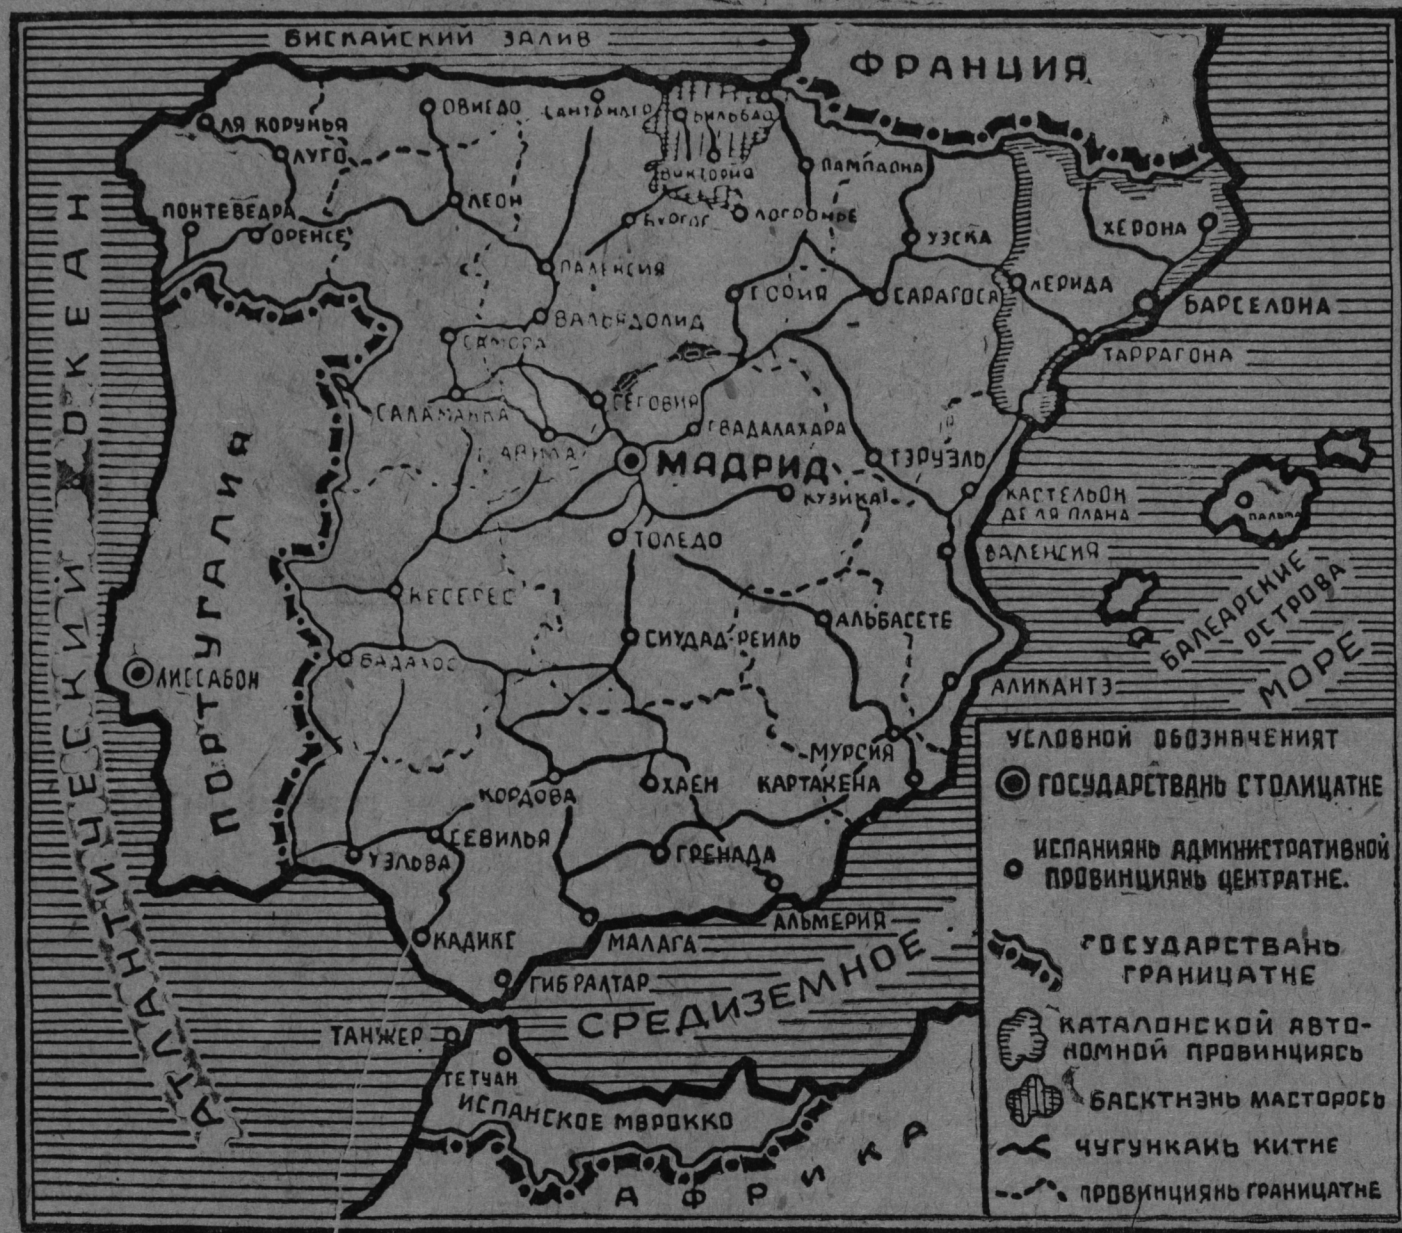 БИСКАЙСКИЙ ЗАЛИВ
ФРАНЦИЯ
ЛЯ КОРУНЬЯ
ОВИЕДО
САНТАНДЕР
БИЛЬБАО
ЛУГО
ПАМПЛОНА
ВИКТОРИЯ
ЛЕОН
ПОНТЕВЕДРА
ОРЕНСЕ
БУРГОС
ЛОГРОНЬЕ
УЭСКА
ХЕРОНА
ПАЛЕНСИЯ
СОРИЯ
САРАГОСА
ЛЕРИДА
БАРСЕЛОНА
ВАЛЬЯДОЛИД
САМОРА
ТАРРАГОНА
САЛАМАНКА
СЕГОВИЯ
АВИЛА
ГВАДАЛАХАРА
МАДРИД
ТЭРУЭЛЬ
КУЭНКА
КАСТЕЛЬОН
ДЕ ЛЯ ПЛАНА
ПАЛЬМА
ТОЛЕДО
ВАЛЕНСИЯ
КЕСЕРЕС
БАЛЕАРСКИЕ
ОСТРОВА
АЛЬБАСЕТЕ
СИУДАД-РЕИЛЬ
БАДАХОС
ЛИССАБОН
ПОРТУГАЛИЯ
АТЛАНТИЧЕСКИЙ ОКЕАН
АЛИКАНТЭ
МУРСИЯ
КАРТАХЕНА
ХАЕН
КОРДОВА
СЕВИЛЬЯ
УЭЛЬВА
ГРЕНАДА
АЛЬМЕРИЯ
КАДИКС
МАЛАГА
ГИБРАЛТАР
СРЕДИЗЕМНОЕ
МОРЕ
ТАНЖЕР
ТЕТУАН
ИСПАНСКОЕ МАРОККО
АФРИКА
УСЛОВНОЙ ОБОЗНАЧЕНИЯТ
ГОСУДАРСТВАНЬ СТОЛИЦАТНЕ
ИСПАНИЯНЬ АДМИНИСТРАТИВНОЙ
ПРОВИНЦИЯНЬ ЦЕНТРАТНЕ.
ГОСУДАРСТВАНЬ
ГРАНИЦАТНЕ
КАТАЛОНСКОЙ АВТО-
НОМНОЙ ПРОВИНЦИЯСЬ
БАСКТНЭНЬ МАСТОРОСЬ
ЧУГУНКАНЬ КИТНЕ
ПРОВИНЦИЯНЬ ГРАНИЦАТНЕ